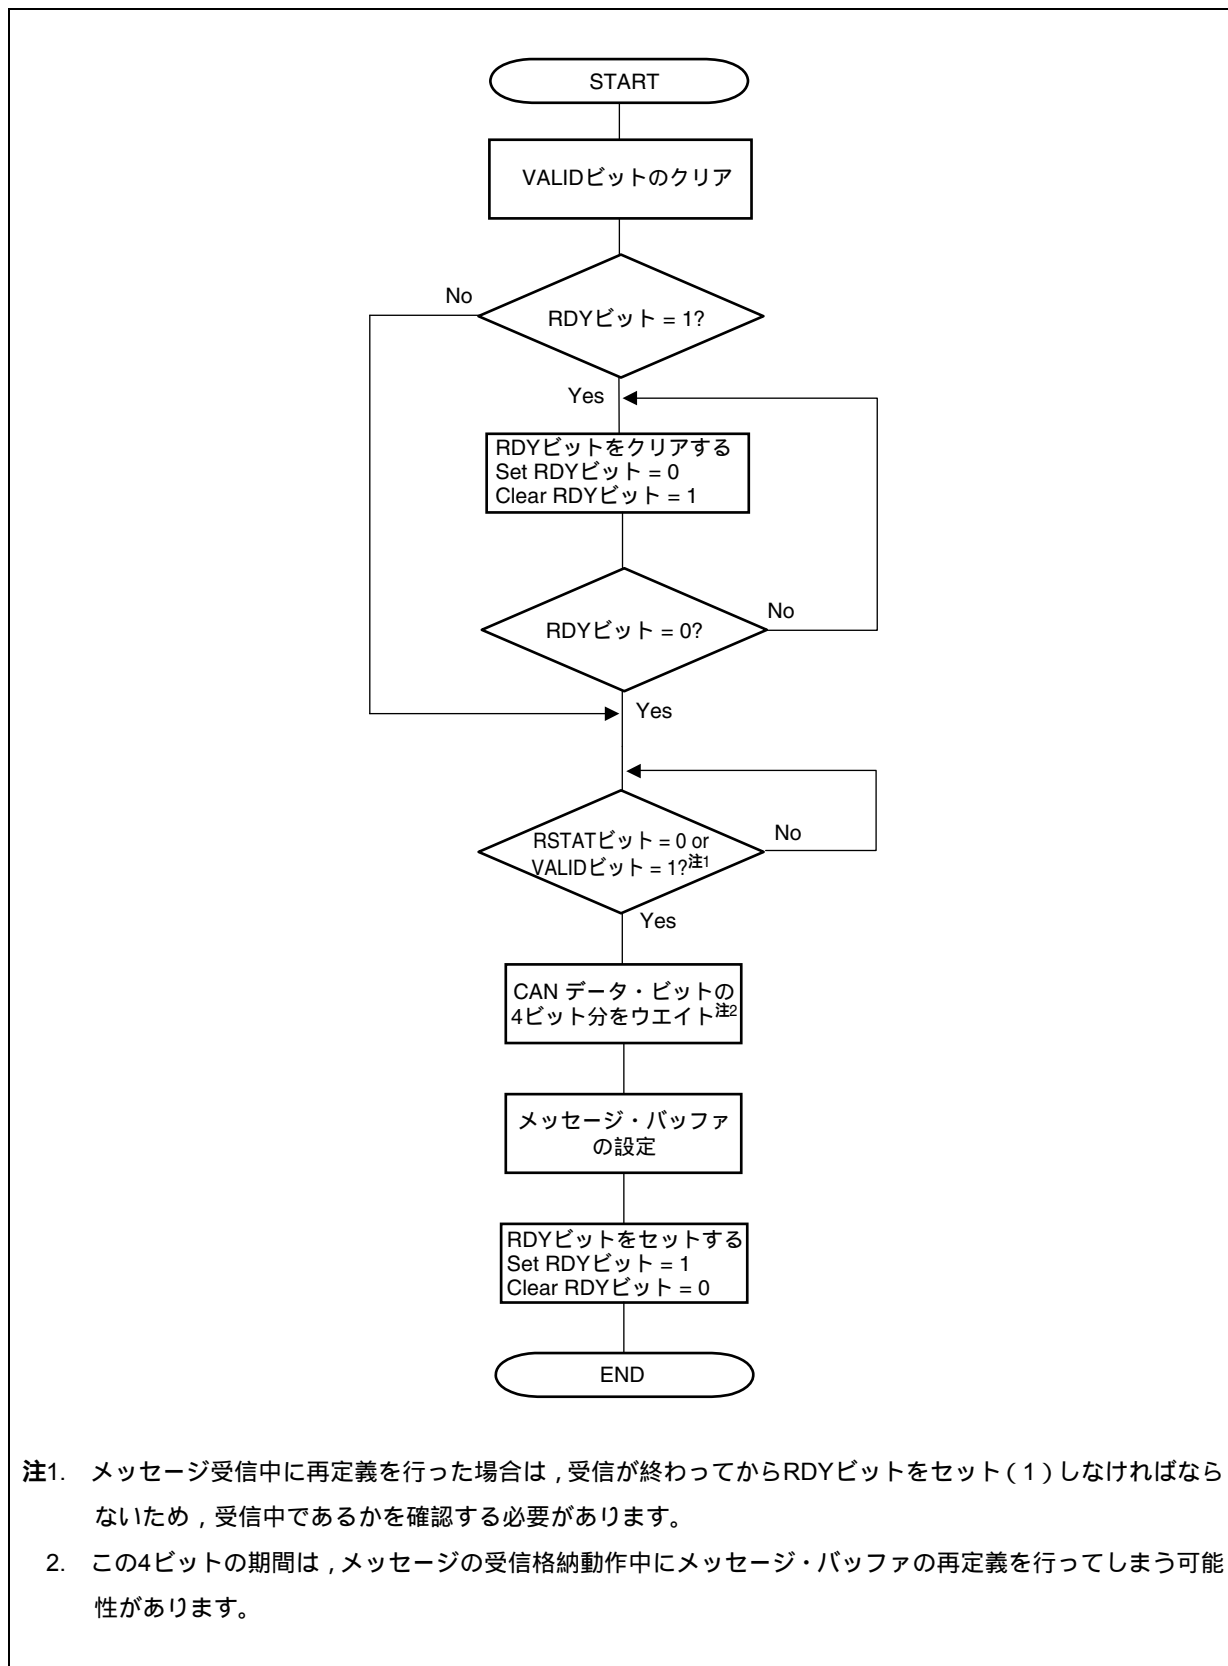 START
VALIDビットのクリア
No
RDYビット = 1?
Yes
RDYビットをクリアする
Set RDYビット = 0
Clear RDYビット = 1
RDYビット = 0?
No
Yes
RSTATビット = 0 or
VALIDビット = 1?注1
No
Yes
CAN データ・ビットの
4ビット分をウエイト注2
メッセージ・バッファ
の設定
RDYビットをセットする
Set RDYビット = 1
Clear RDYビット = 0
END
注1. メッセージ受信中に再定義を行った場合は，受信が終わってからRDYビットをセット（1）しなければなら
ないため，受信中であるかを確認する必要があります。
2. この4ビットの期間は，メッセージの受信格納動作中にメッセージ・バッファの再定義を行ってしまう可能
性があります。